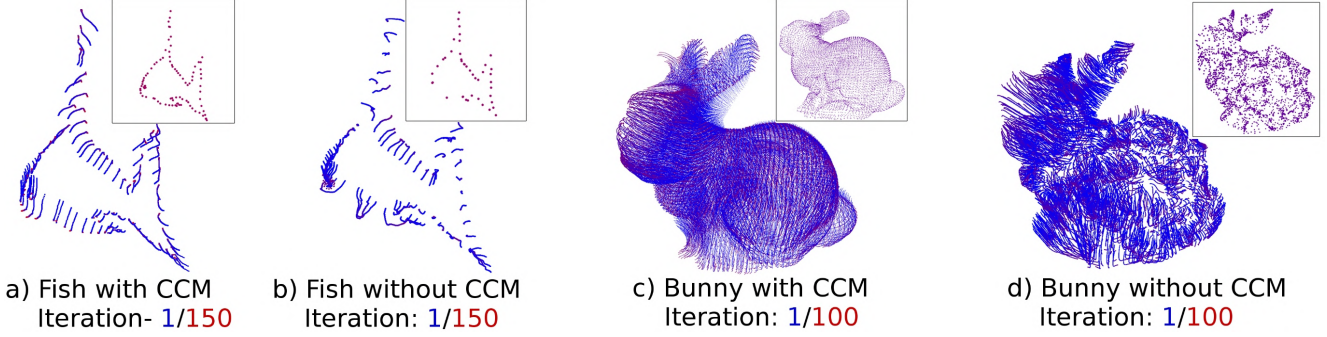 a) Fish with CCM
Iteration- 1/150
b) Fish without CCM
Iteration: 1/150
c) Bunny with CCM
Iteration: 1/100
d) Bunny without CCM
Iteration: 1/100